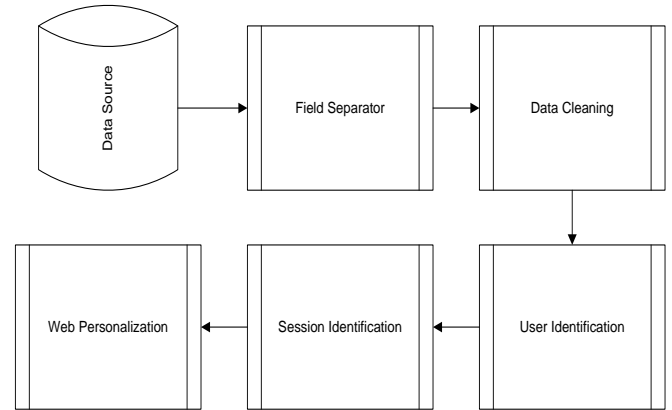 Data Source
Field Separator
Data Cleaning
Web Personalization
Session Identification
User Identification